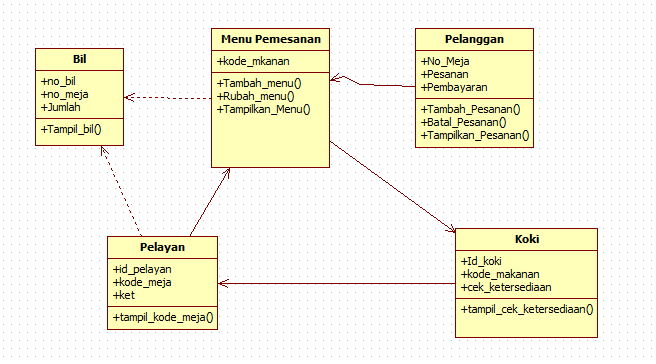 Bil
+no_bil
+no_meja
+Jumlah
+Tampil_bil()
Menu Pemesanan
+kode_mkanan
+Tambah_menu()
+Rubah_menu()
+Tampilkan_Menu()
Pelanggan
+No_Meja
+Pesanan
+Pembayaran
+Tambah_Pesanan()
+Batal_Pesanan()
+Tampilkan_Pesanan()
Pelayan
+id_pelayan
+kode_meja
+ket
+tampil_kode_meja()
Koki
+Id_koki
+kode_makanan
+cek_ketersediaan
+tampil_cek_ketersediaan()